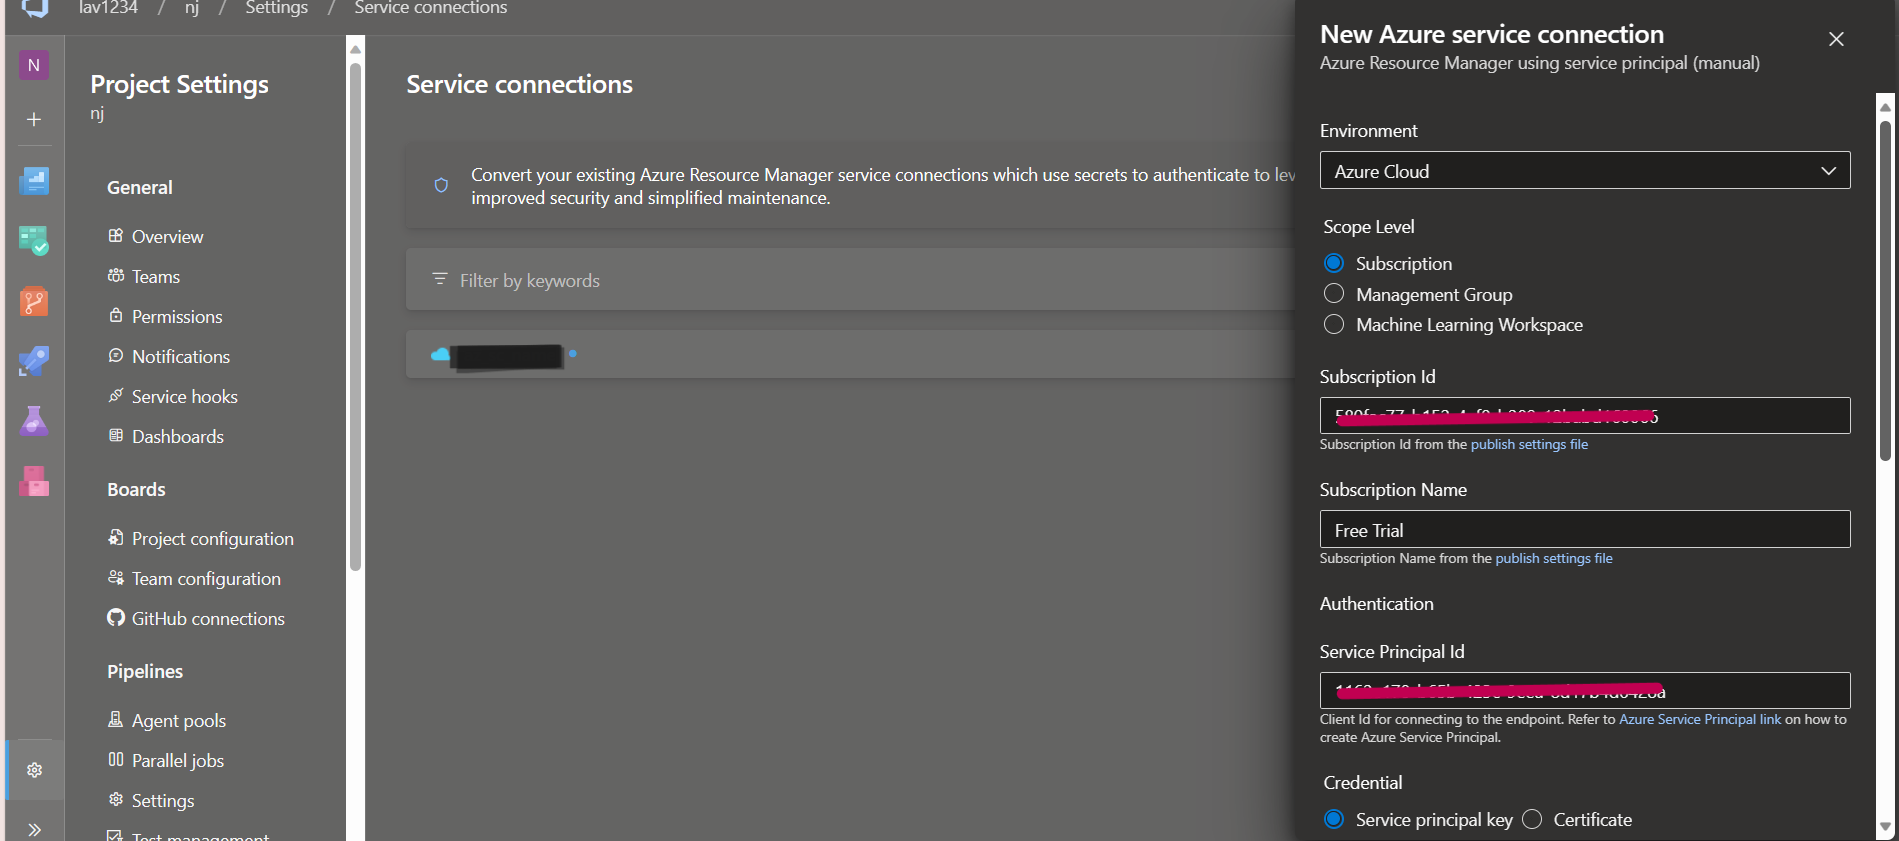 lav1234 / nj / Settings / Service connections
N
Project Settings
nj
General
Overview
Teams
Permissions
Notifications
Service hooks
Dashboards
Boards
Project configuration
Team configuration
GitHub connections
Pipelines
Agent pools
Parallel jobs
Settings
Test management
Service connections
Convert your existing Azure Resource Manager service connections which use secrets to authenticate to lev
improved security and simplified maintenance.
Filter by keywords
New Azure service connection
Azure Resource Manager using service principal (manual)
Environment
Azure Cloud
Scope Level
Subscription
Management Group
Machine Learning Workspace
Subscription Id
Subscription Id from the publish settings file
Subscription Name
Free Trial
Subscription Name from the publish settings file
Authentication
Service Principal Id
Client Id for connecting to the endpoint. Refer to Azure Service Principal link on how to
create Azure Service Principal.
Credential
Service principal key Certificate